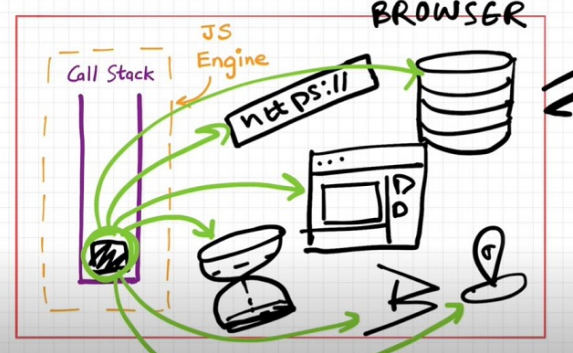 BROWSER
JS
Engine
Call Stack
https://